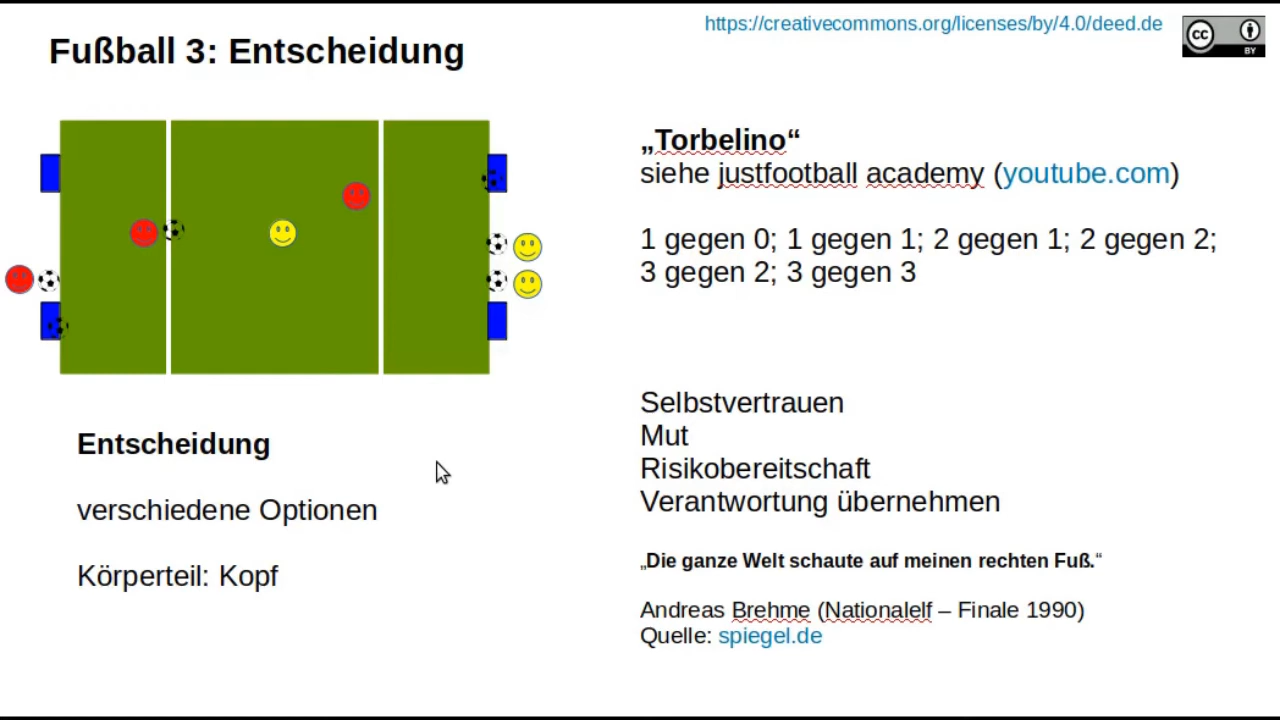 https://creativecommons.org/licenses/by/4.0/deed.de
cc
BY
Fußball 3: Entscheidung
„Torbelino“
siehe justfootball academy (youtube.com)
1 gegen 0; 1 gegen 1; 2 gegen 1; 2 gegen 2;
3 gegen 2; 3 gegen 3
Entscheidung
verschiedene Optionen
Körperteil: Kopf
Selbstvertrauen
Mut
Risikobereitschaft
Verantwortung übernehmen
„Die ganze Welt schaute auf meinen rechten Fuß.“
Andreas Brehme (Nationalelf – Finale 1990)
Quelle: spiegel.de